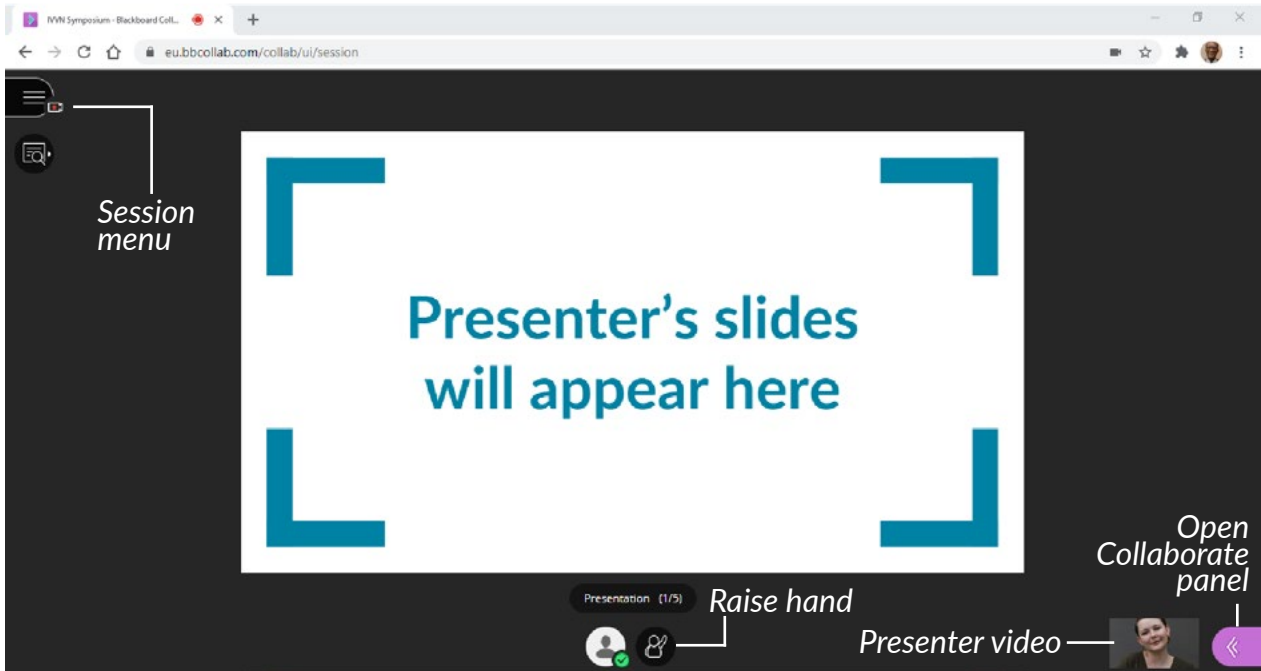 IVVN Symposium - Blackboard Coll...
eu.bbcollab.com/collab/ui/session
Session
menu
Presenter's slides
will appear here
Open
Collaborate
panel
Presentation (1/5)
Raise hand
Presenter video